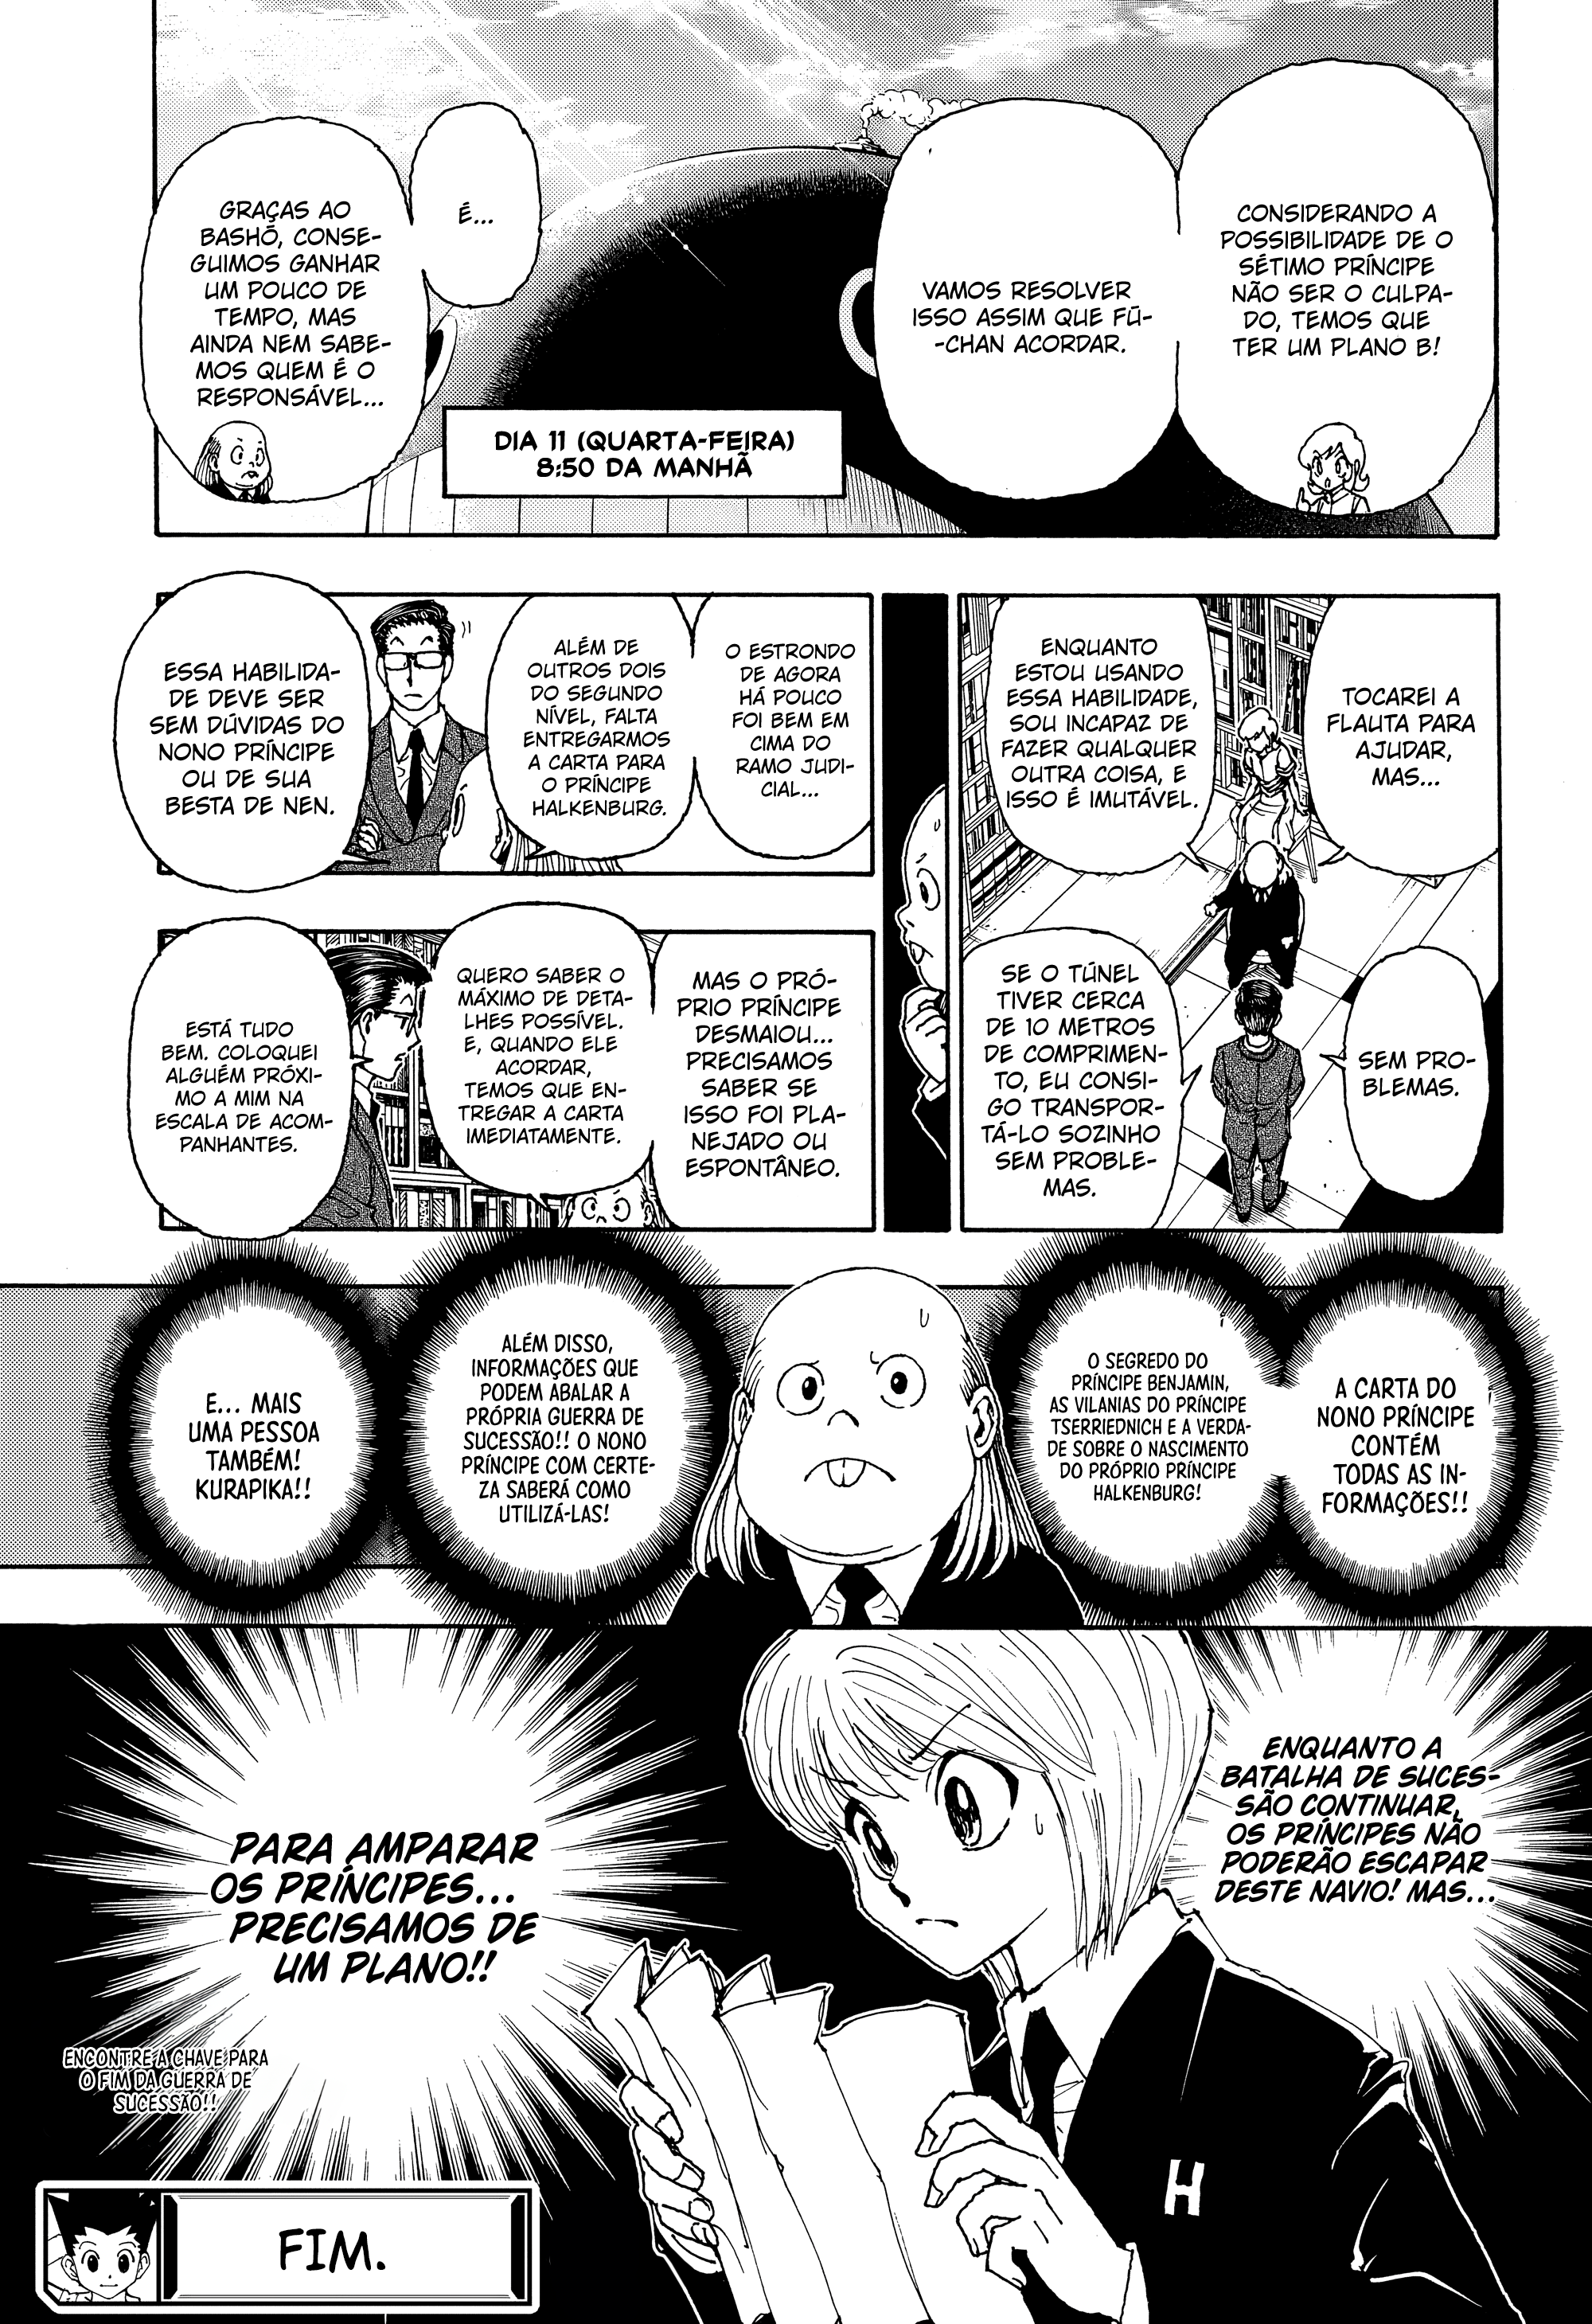 CONSIDERANDO A
POSSIBILIDADE DE O
SÉTIMO PRÍNCIPE
NÃO SER O CULPA-
DO, TEMOS QUE
TER UM PLANO B!
VAMOS RESOLVER
ISSO ASSIM QUE FŪ-
-CHAN ACORDAR.
É...
GRAÇAS AO
BASHŌ, CONSE-
GUIMOS GANHAR
UM POUCO DE
TEMPO, MAS
AINDA NEM SABE-
MOS QUEM É O
RESPONSÁVEL...
DIA 11 (QUARTA-FEIRA)
8:50 DA MANHÃ
TOCAREI A
FLAUTA PARA
AJUDAR,
MAS...
ENQUANTO
ESTOU USANDO
ESSA HABILIDADE,
SOU INCAPAZ DE
FAZER QUALQUER
OUTRA COISA, E
ISSO É IMUTÁVEL.
SEM PRO-
BLEMAS.
SE O TÚNEL
TIVER CERCA
DE 10 METROS
DE COMPRIMEN-
TO, EU CONSI-
GO TRANSPOR-
TÁ-LO SOZINHO
SEM PROBLE-
MAS.
O ESTRONDO
DE AGORA
HÁ POUCO
FOI BEM EM
CIMA DO
RAMO JUDI-
CIAL...
ALÉM DE
OUTROS DOIS
DO SEGUNDO
NÍVEL, FALTA
ENTREGARMOS
A CARTA PARA
O PRÍNCIPE
HALKENBURG.
ESSA HABILIDA-
DE DEVE SER
SEM DÚVIDAS DO
NONO PRÍNCIPE
OU DE SUA
BESTA DE NEN.
MAS O PRÓ-
PRIO PRÍNCIPE
DESMAIOU...
PRECISAMOS
SABER SE
ISSO FOI PLA-
NEJADO OU
ESPONTÂNEO.
QUERO SABER O
MÁXIMO DE DETA-
LHES POSSÍVEL.
E, QUANDO ELE
ACORDAR,
TEMOS QUE EN-
TREGAR A CARTA
IMEDIATAMENTE.
ESTÁ TUDO
BEM. COLOQUEI
ALGUÉM PRÓXI-
MO A MIM NA
ESCALA DE ACOM-
PANHANTES.
A CARTA DO
NONO PRÍNCIPE
CONTÉM
TODAS AS IN-
FORMAÇÕES!!
O SEGREDO DO
PRÍNCIPE BENJAMIN,
AS VILANIAS DO PRÍNCIPE
TSERRIEDNICH E A VERDA-
DE SOBRE O NASCIMENTO
DO PRÓPRIO PRÍNCIPE
HALKENBURG!
ALÉM DISSO,
INFORMAÇÕES QUE
PODEM ABALAR A
PRÓPRIA GUERRA DE
SUCESSÃO!! O NONO
PRÍNCIPE COM CERTE-
ZA SABERÁ COMO
UTILIZÁ-LAS!
E... MAIS
UMA PESSOA
TAMBÉM!
KURAPIKA!!
ENQUANTO A
BATALHA DE SUCES-
SÃO CONTINUAR,
OS PRÍNCIPES NÃO
PODERÃO ESCAPAR
DESTE NAVIO! MAS...
PARA AMPARAR
OS PRÍNCIPES...
PRECISAMOS DE
UM PLANO!!
ENCONTRE A CHAVE PARA
O FIM DA GUERRA DE
SUCESSÃO!!
H
FIM.